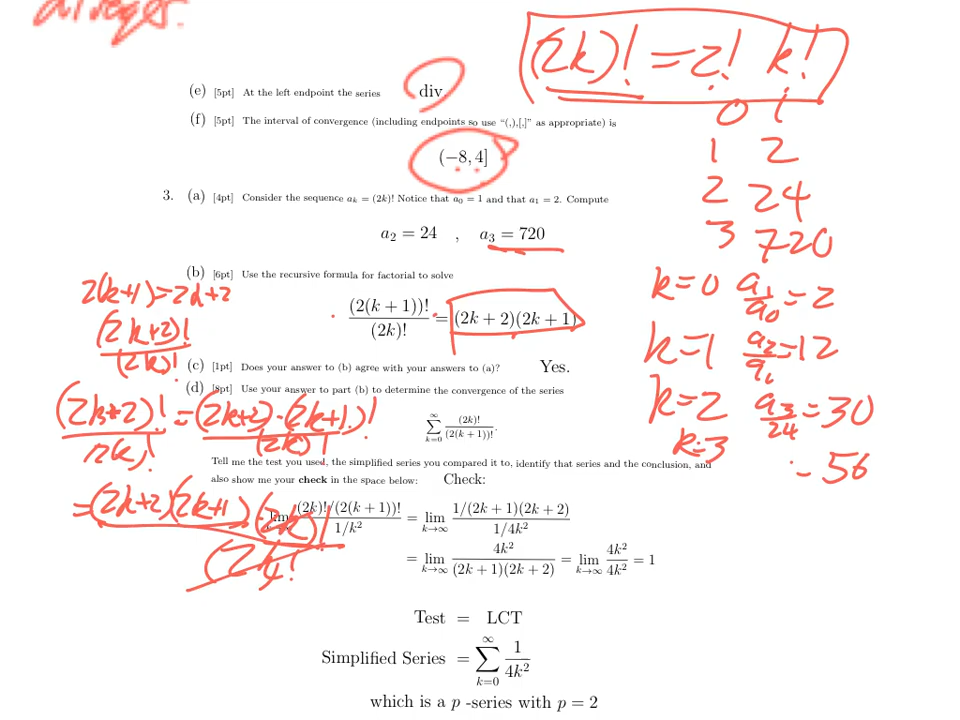 integer.
(2k)! = 2! k!
(e) [5pt] At the left endpoint the series div.
(f) [5pt] The interval of convergence (including endpoints so use "(,),[,]" as appropriate) is
(−8, 4]
0 1
1 2
2 24
3 720
3. (a) [4pt] Consider the sequence aₖ = (2k)! Notice that a₀ = 1 and that a₁ = 2. Compute
a₂ = 24 , a₃ = 720
(b) [6pt] Use the recursive formula for factorial to solve
(2(k + 1))! / (2k)! = (2k + 2)(2k + 1)
2(k+1) = 2k+2
(2k+2)! / (2k)!
k=0 a₁/a₀ = 2
k=1 a₂/a₁ = 12
k=2 a₃/24 = 30
k=3 = 56
(c) [1pt] Does your answer to (b) agree with your answers to (a)? Yes.
(d) [8pt] Use your answer to part (b) to determine the convergence of the series
∑_{k=0}^{∞} (2k)! / (2(k + 1))!.
(2k+2)! / (2k)! = (2k+2)·(2k+1)! / (2k)!
= (2k+2)(2k+1)·(2k)! / (2k)!
Tell me the test you used, the simplified series you compared it to, identify that series and the conclusion, and
also show me your check in the space below: Check:
lim (2k)!/(2(k + 1))! / 1/k² = lim_{k→∞} 1/(2k + 1)(2k + 2) / 1/4k²
= lim_{k→∞} 4k² / (2k + 1)(2k + 2) = lim_{k→∞} 4k²/4k² = 1
Test = LCT
Simplified Series = ∑_{k=0}^{∞} 1/4k²
which is a p -series with p = 2